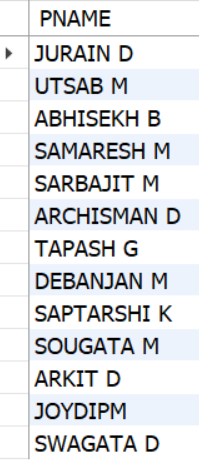 PNAME
JURAIN D
UTSAB M
ABHISEKH B
SAMARESH M
SARBAJIT M
ARCHISMAN D
TAPASH G
DEBANJAN M
SAPTARSHI K
SOUGATA M
ARKIT D
JOYDIPM
SWAGATA D